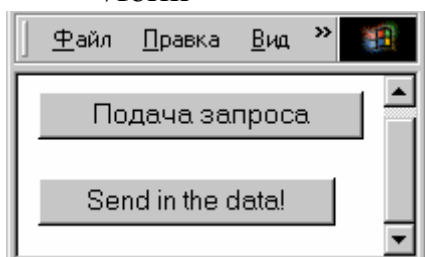 Файл Правка Вид »
Подача запроса
Send in the data!